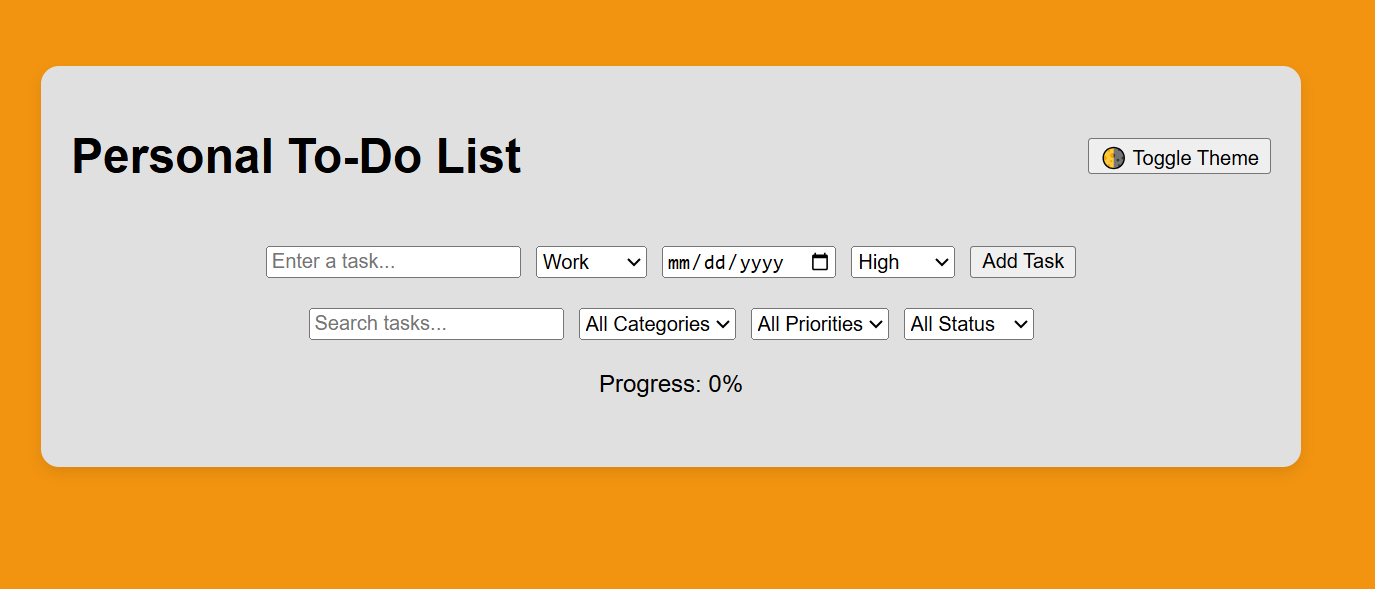 Personal To-Do List
🌗 Toggle Theme
Enter a task... Work mm/dd/yyyy High Add Task
Search tasks... All Categories All Priorities All Status
Progress: 0%